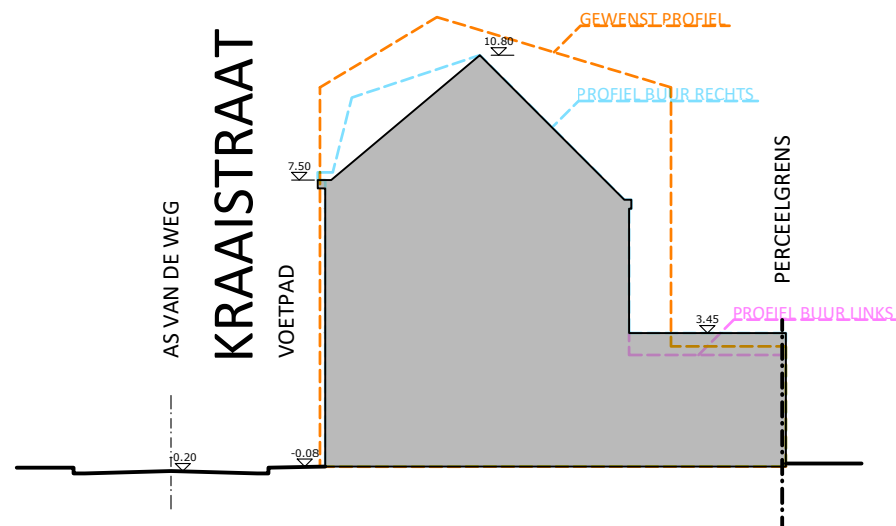 GEWENST PROFIEL
10.80
PROFIEL BUUR RECHTS
KRAAISTRAAT
7.50
PERCEELGRENS
AS VAN DE WEG
VOETPAD
PROFIEL BUUR LINKS
3.45
-0.20
-0.08